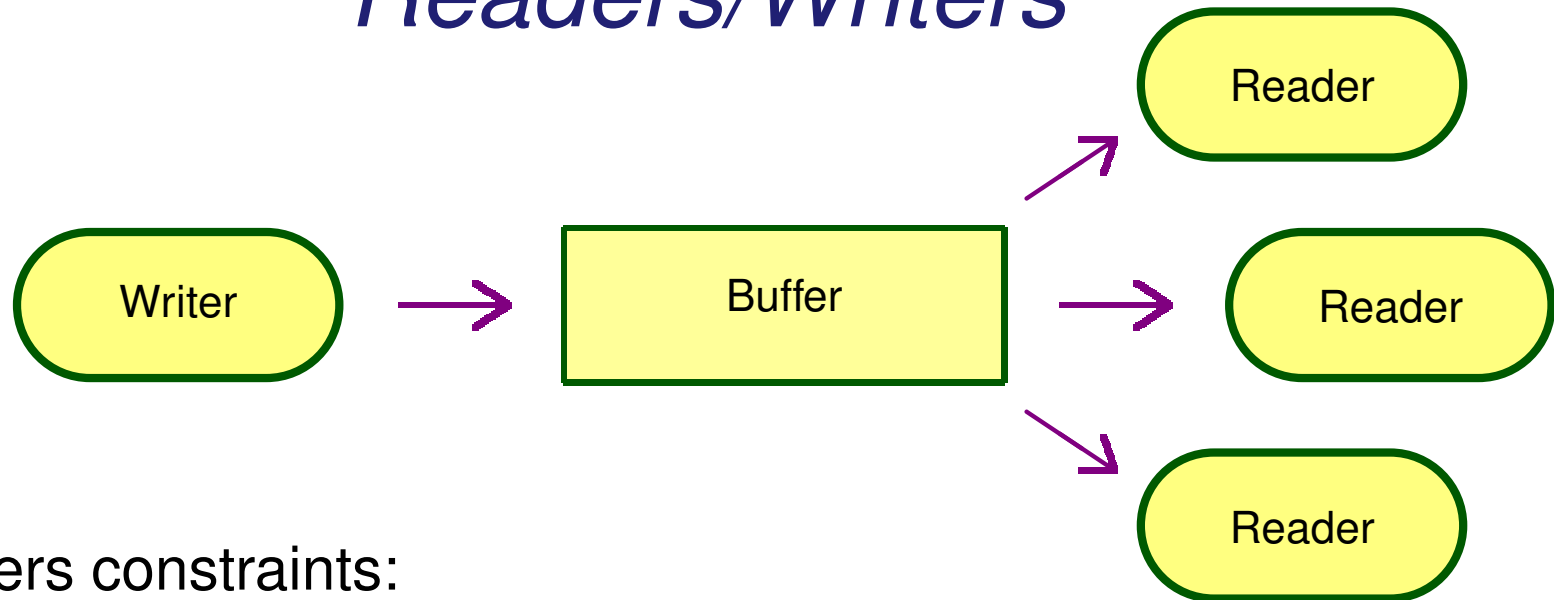 Readers/Writers
Reader
Writer
Buffer
Reader
Reader
ers constraints: